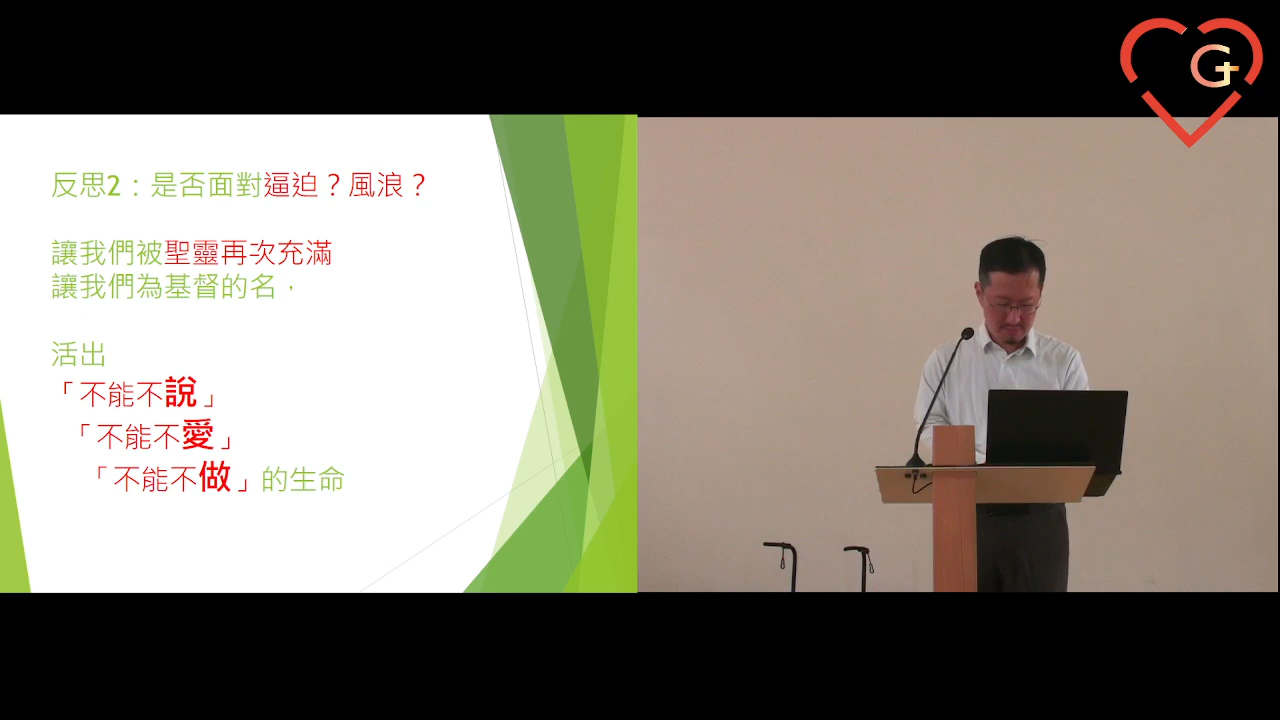 反思2：是否面對逼迫？風浪？
讓我們被聖靈再次充滿
讓我們為基督的名，
活出
「不能不說」
「不能不愛」
「不能不做」的生命
G